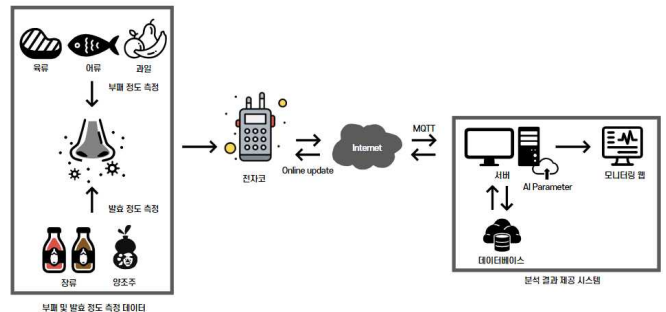 육류 어류 과일
부패 정도 측정
발효 정도 측정
장류 양조주
부패 및 발효 정도 측정 데이터
전자코
Online update
Internet
MQTT
서버
AI Parameter
모니터링 웹
데이터베이스
분석 결과 제공 시스템